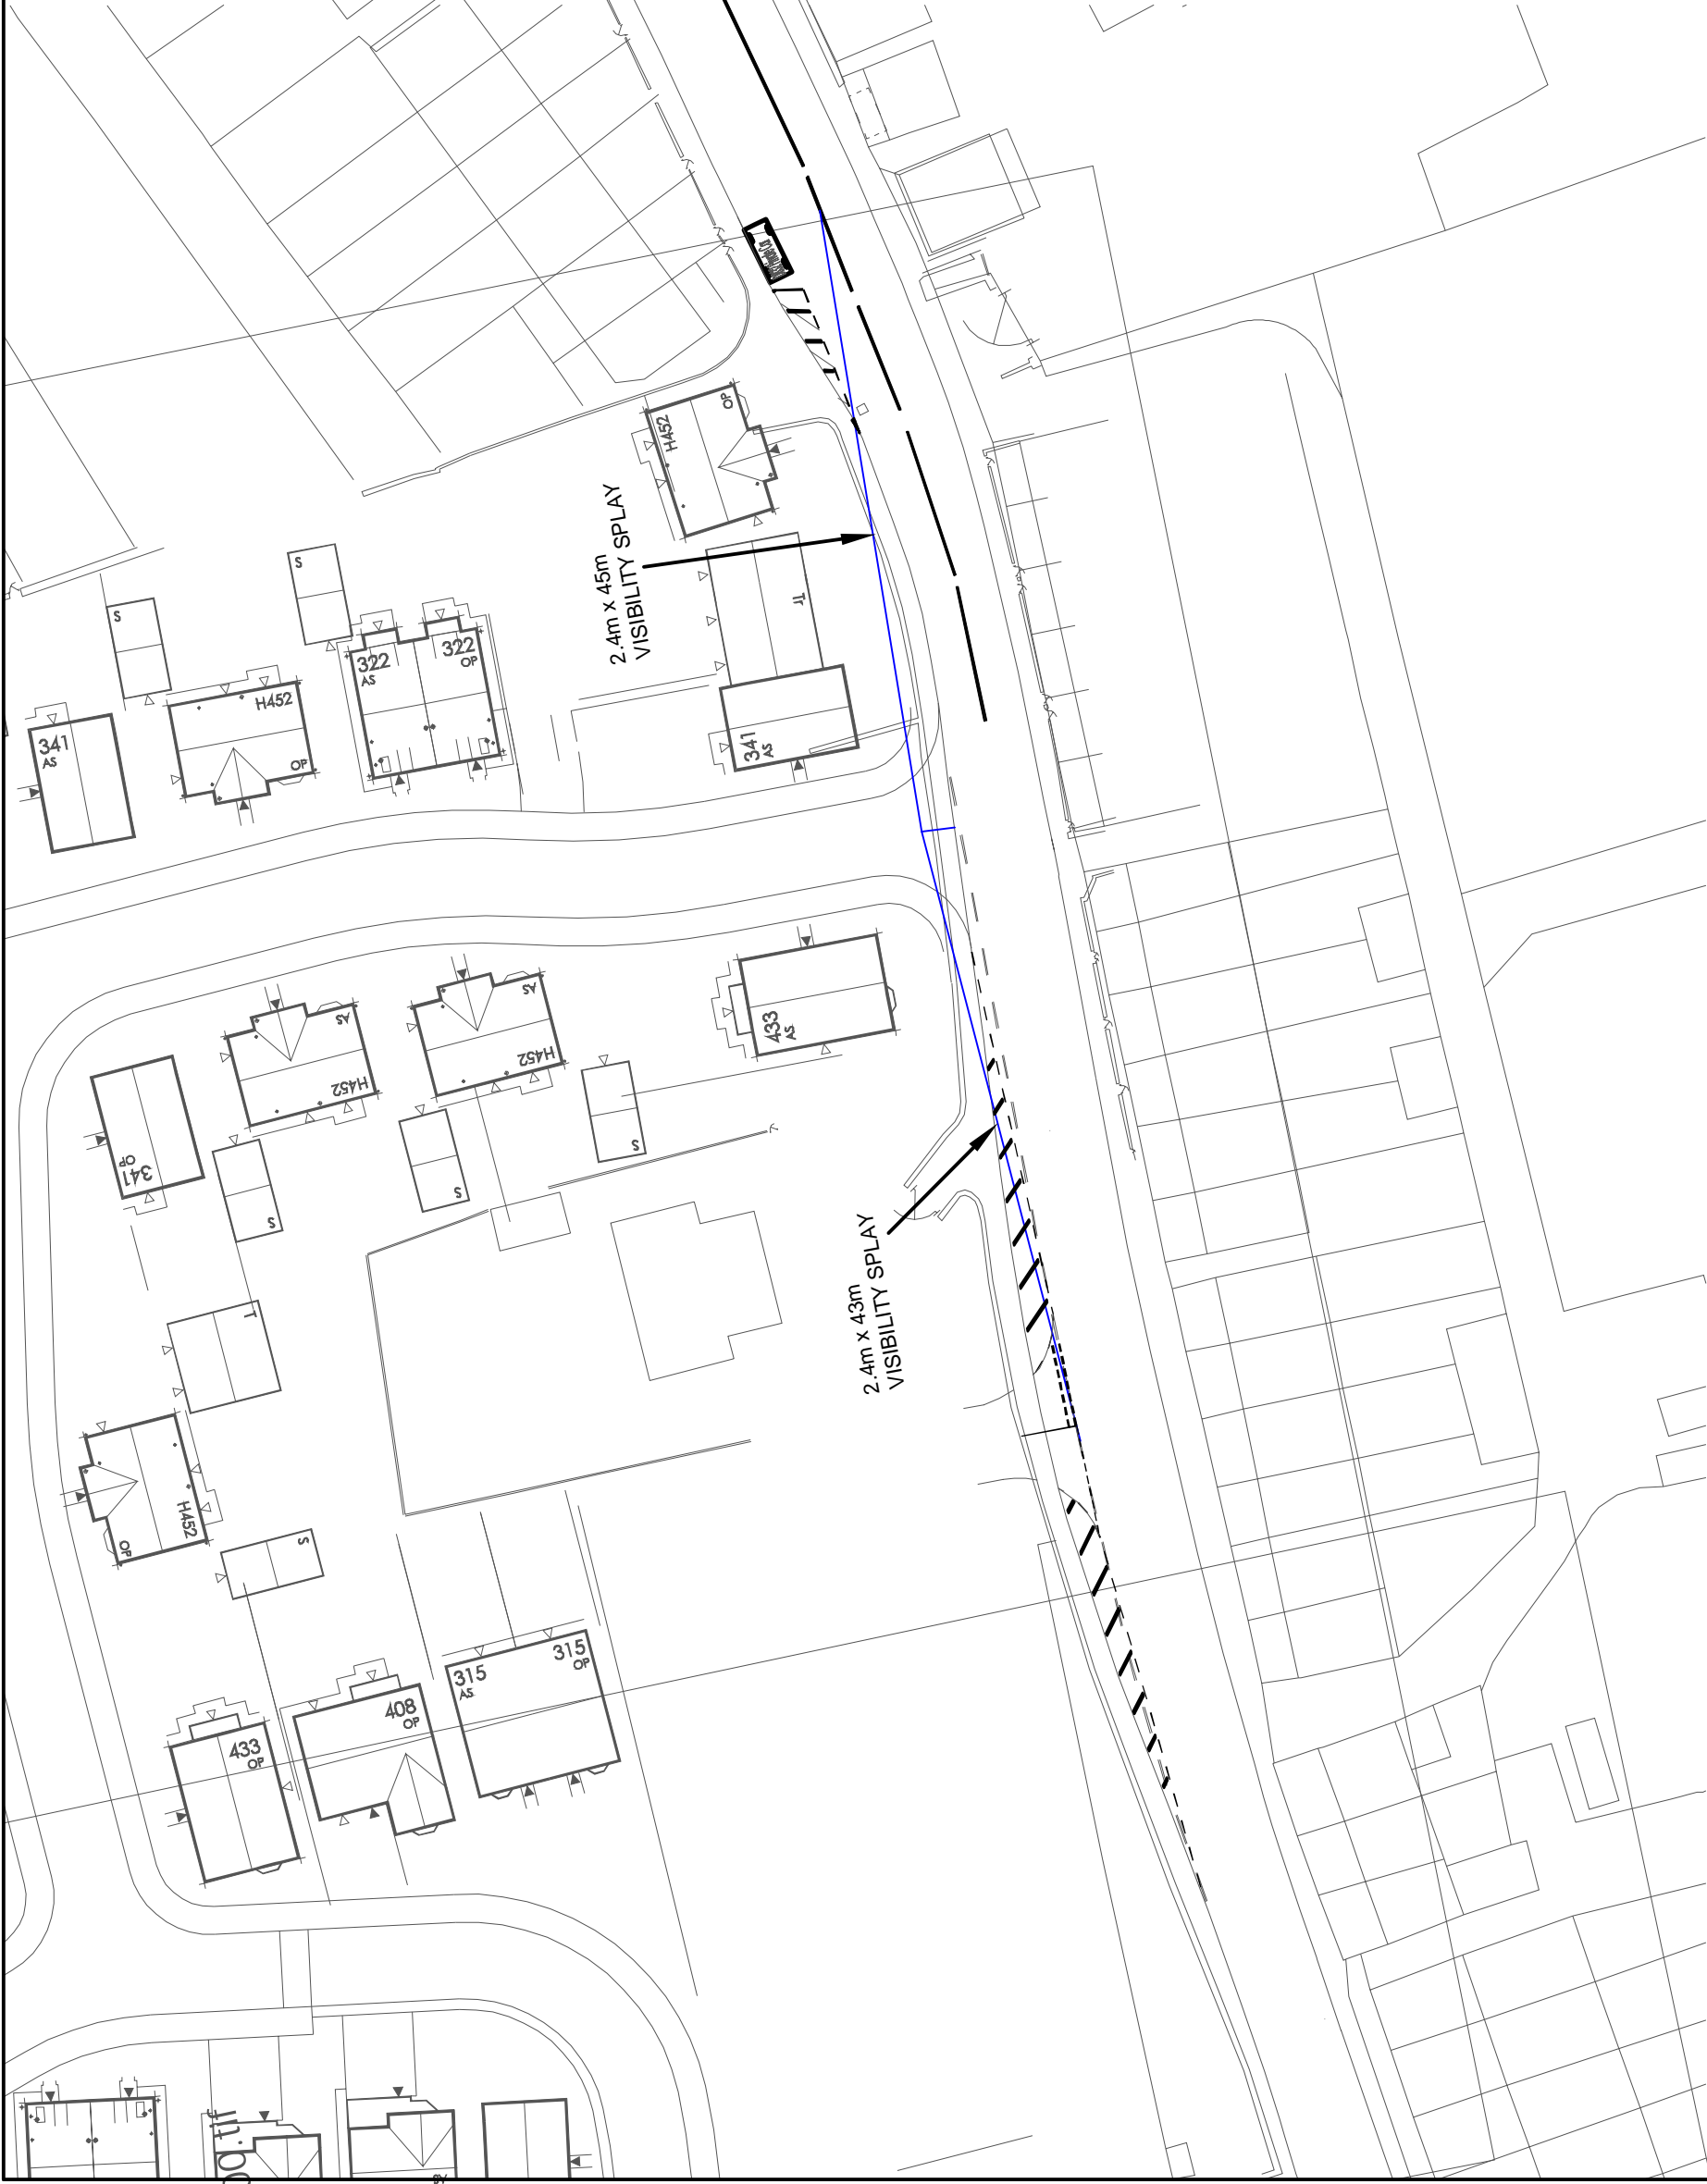 H452
OP
2.4m x 45m
VISIBILITY SPLAY
Tr
S
S
322
AS
322
OP
H452
OP
341
AS
341
AS
AS
H452
AS
H452
433
AS
341
OP
S
S
S
2.4m x 43m
VISIBILITY SPLAY
T
H452
OP
S
315
AS
315
OP
408
OP
433
OP